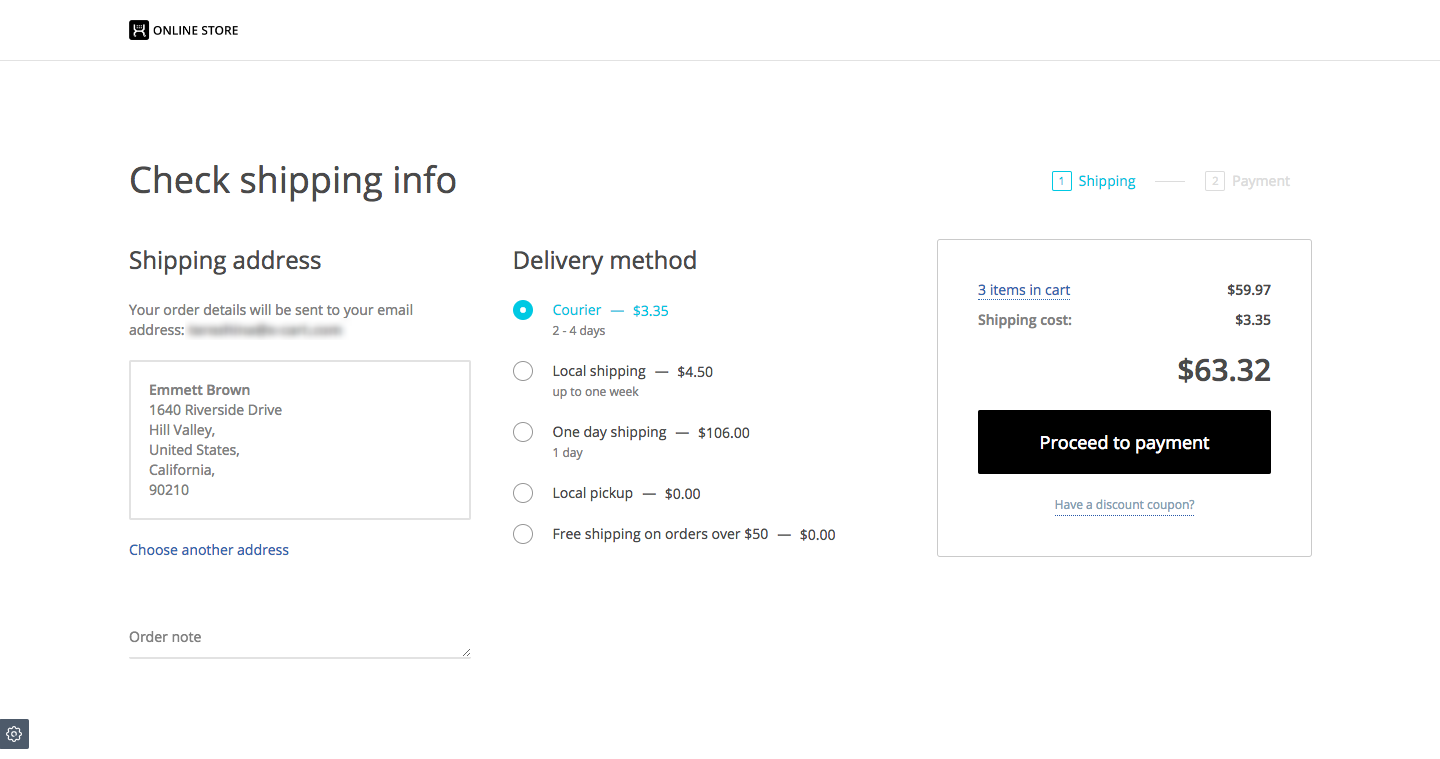 ONLINE STORE
Check shipping info
1 Shipping
2 Payment
Shipping address
Your order details will be sent to your email
address:
Emmett Brown
1640 Riverside Drive
Hill Valley,
United States,
California,
90210
Choose another address
Order note
Delivery method
Courier — $3.35
2 - 4 days
Local shipping — $4.50
up to one week
One day shipping — $106.00
1 day
Local pickup — $0.00
Free shipping on orders over $50 — $0.00
3 items in cart $59.97
Shipping cost: $3.35
$63.32
Proceed to payment
Have a discount coupon?